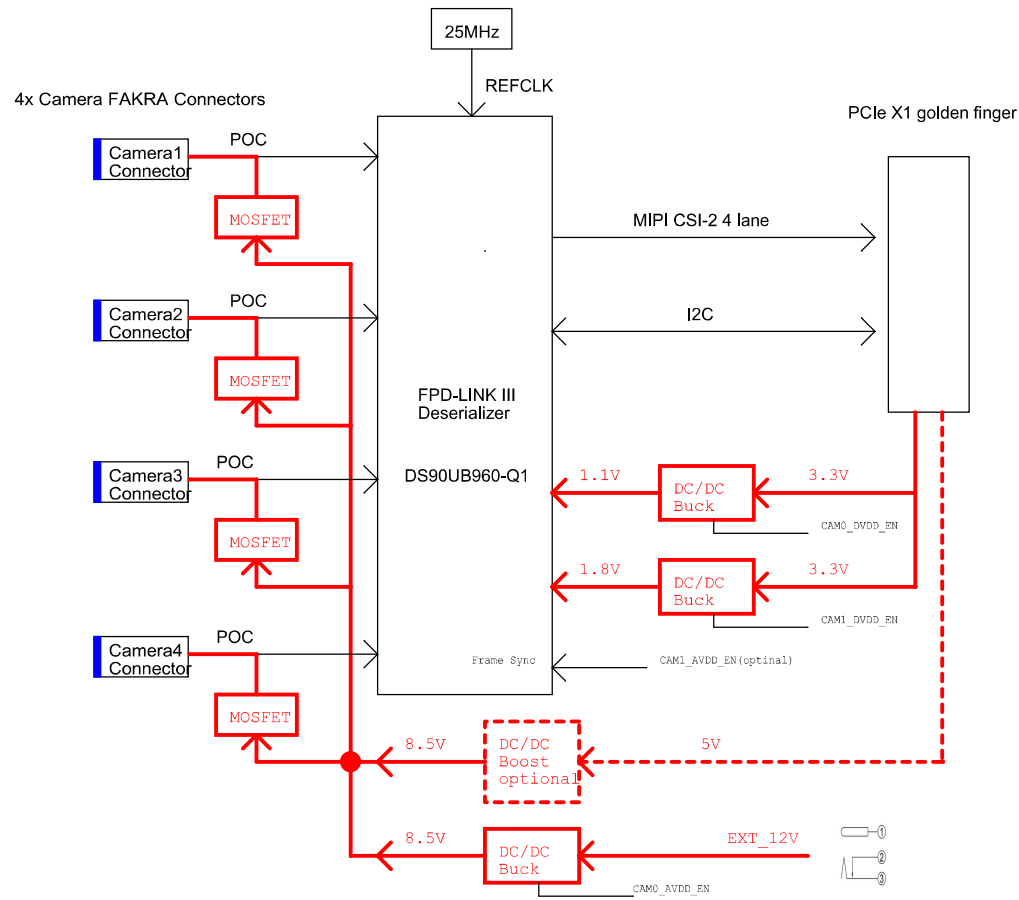 25MHz
REFCLK
4x Camera FAKRA Connectors
PCIe X1 golden finger
POC
Camera1
Connector
MOSFET
MIPI CSI-2 4 lane
POC
Camera2
Connector
I2C
MOSFET
FPD-LINK III
Deserializer
POC
Camera3
Connector
DS90UB960-Q1
1.1V
DC/DC
Buck
3.3V
CAM0_DVDD_EN
MOSFET
1.8V
DC/DC
Buck
3.3V
CAM1_DVDD_EN
POC
Camera4
Connector
Frame Sync
CAM1_AVDD_EN(optinal)
MOSFET
8.5V
DC/DC
Boost
optional
5V
8.5V
DC/DC
Buck
EXT_12V
1
2
3
CAM0_AVDD_EN